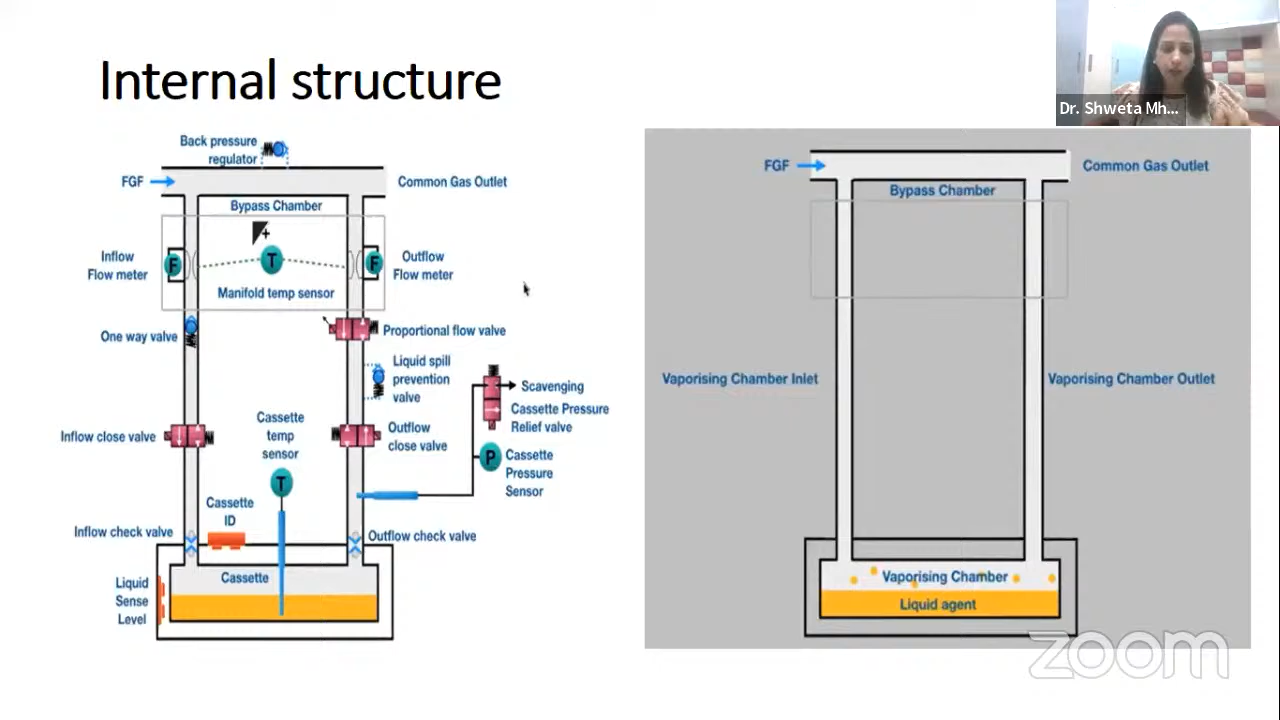 Internal structure
Dr. Shweta Mh...
Back pressure
regulator
FGF
Common Gas Outlet
Bypass Chamber
+
Inflow
Flow meter
F
T
F
Outflow
Flow meter
Manifold temp sensor
One way valve
Proportional flow valve
Liquid spill
prevention
valve
Scavenging
Cassette Pressure
Relief valve
Cassette
temp
sensor
Inflow close valve
Outflow
close valve
P
Cassette
Pressure
Sensor
T
Cassette
ID
Inflow check valve
Outflow check valve
Liquid
Sense
Level
Cassette
FGF
Common Gas Outlet
Bypass Chamber
Vaporising Chamber Inlet
Vaporising Chamber Outlet
Vaporising Chamber
Liquid agent
zoom